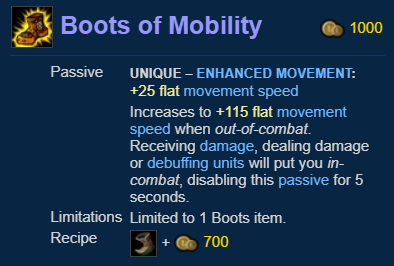 Boots of Mobility 1000
Passive UNIQUE – ENHANCED MOVEMENT:
+25 flat movement speed
Increases to +115 flat movement
speed when out-of-combat.
Receiving damage, dealing damage
or debuffing units will put you in-
combat, disabling this passive for 5
seconds.
Limitations Limited to 1 Boots item.
Recipe + 700